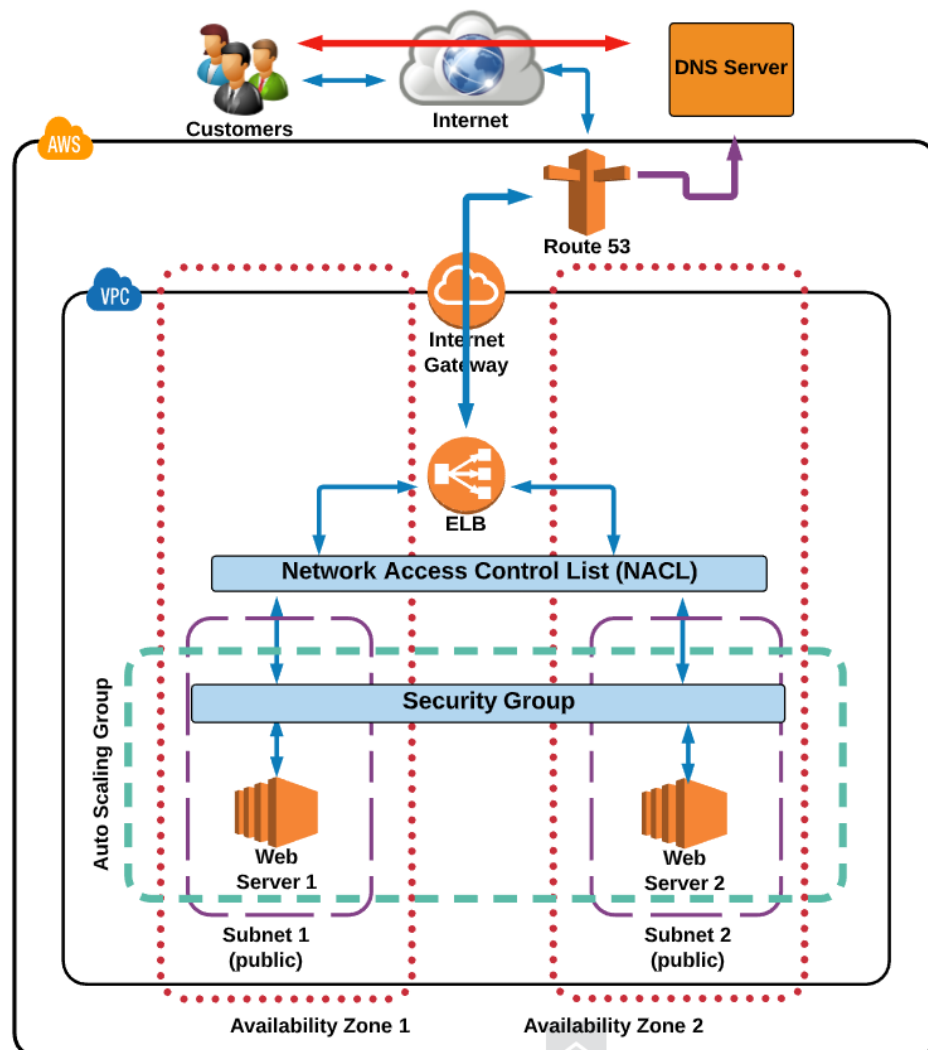 Customers
Internet
DNS Server
AWS
Route 53
VPC
Internet
Gateway
ELB
Network Access Control List (NACL)
Auto Scaling Group
Security Group
Web
Server 1
Web
Server 2
Subnet 1
(public)
Subnet 2
(public)
Availability Zone 1
Availability Zone 2